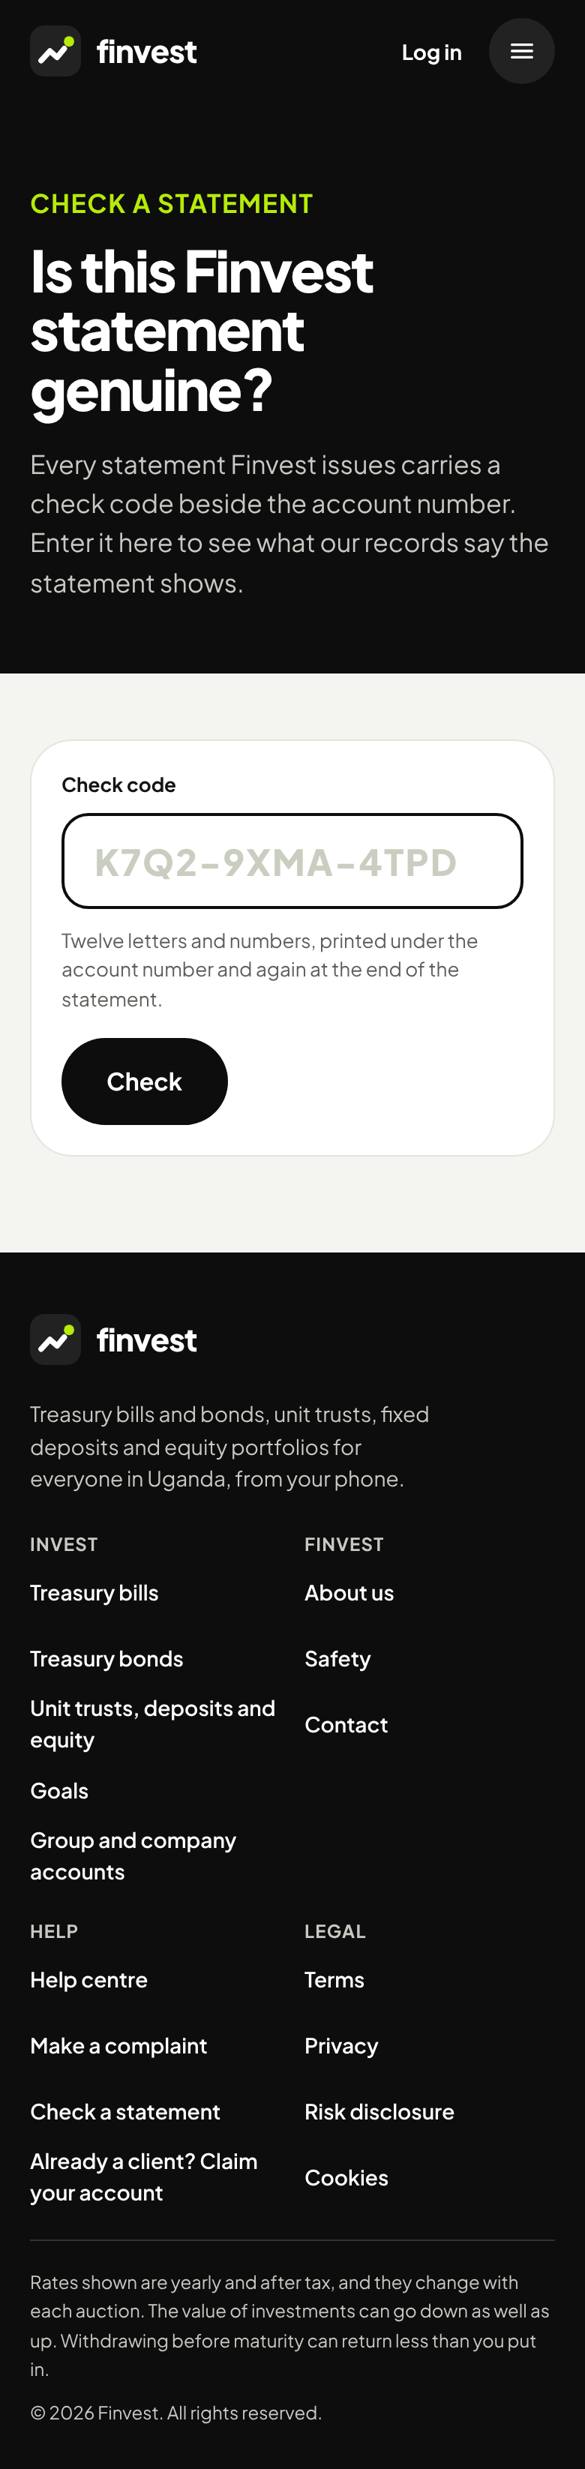 finvest
Log in
CHECK A STATEMENT
Is this Finvest
statement
genuine?
Every statement Finvest issues carries a
check code beside the account number.
Enter it here to see what our records say the
statement shows.
Check code
K7Q2-9XMA-4TPD
Twelve letters and numbers, printed under the
account number and again at the end of the
statement.
Check
finvest
Treasury bills and bonds, unit trusts, fixed
deposits and equity portfolios for
everyone in Uganda, from your phone.
INVEST
Treasury bills
Treasury bonds
Unit trusts, deposits and
equity
Goals
Group and company
accounts
FINVEST
About us
Safety
Contact
HELP
Help centre
Make a complaint
Check a statement
Already a client? Claim
your account
LEGAL
Terms
Privacy
Risk disclosure
Cookies
Rates shown are yearly and after tax, and they change with
each auction. The value of investments can go down as well as
up. Withdrawing before maturity can return less than you put
in.
© 2026 Finvest. All rights reserved.